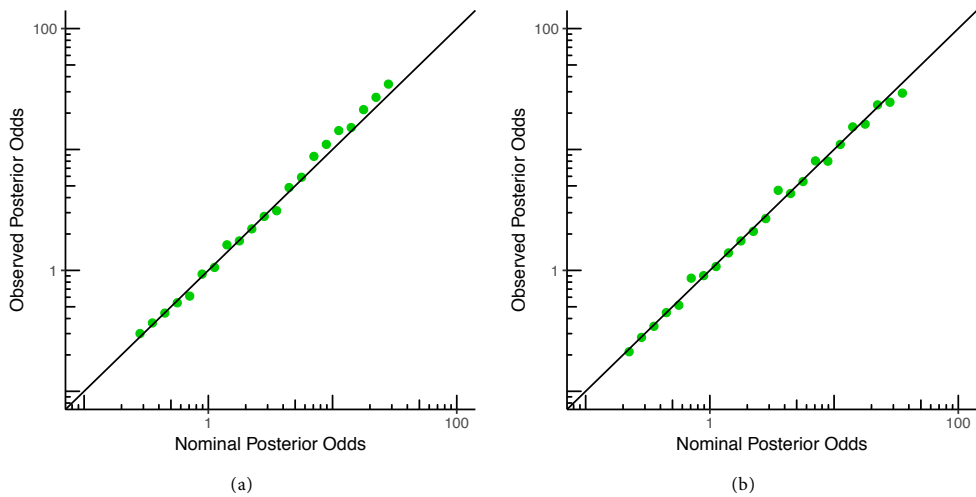 100
1
Observed Posterior Odds
1
100
Nominal Posterior Odds
(a)
100
1
Observed Posterior Odds
1
100
Nominal Posterior Odds
(b)